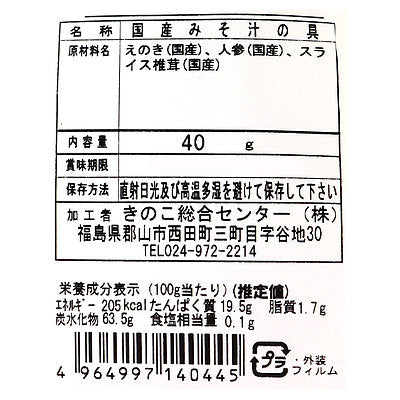 名称 国産みそ汁の具
原材料名 えのき(国産)、人参(国産)、スラ
イス椎茸(国産)
内容量 40 g
賞味期限
保存方法 直射日光及び高温多湿を避けて保存して下さい
加工者 きのこ総合センター(株)
福島県郡山市西田町三町目字谷地30
TEL024-972-2214
栄養成分表示(100g当たり)(推定値)
エネルギー 205kcalたんぱく質19.5g 脂質1.7g
炭水化物63.5g 食塩相当量0.1g
4 964997 140445
プラ ・外装
フィルム